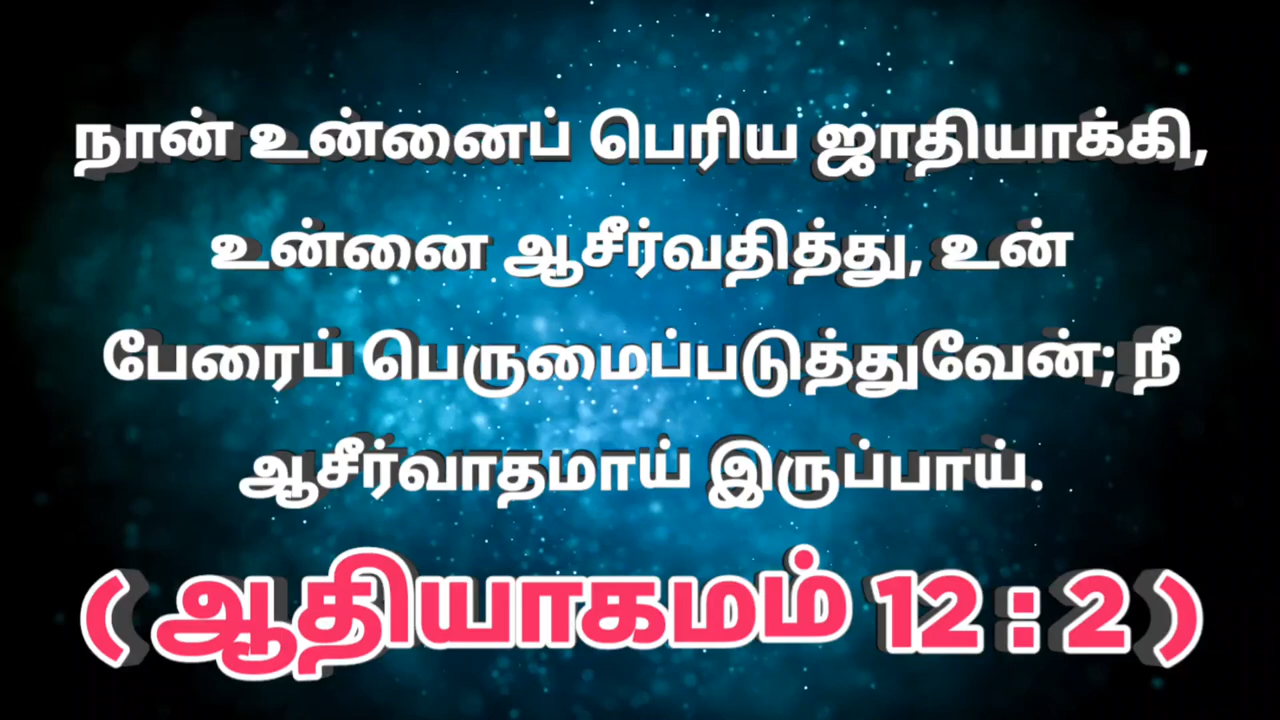 நான் உன்னைப் பெரிய ஜாதியாக்கி,
உன்னை ஆசீர்வதித்து, உன்
பேரைப் பெருமைப்படுத்துவேன்; நீ
ஆசீர்வாதமாய் இருப்பாய்.
( ஆதியாகமம் 12 : 2 )